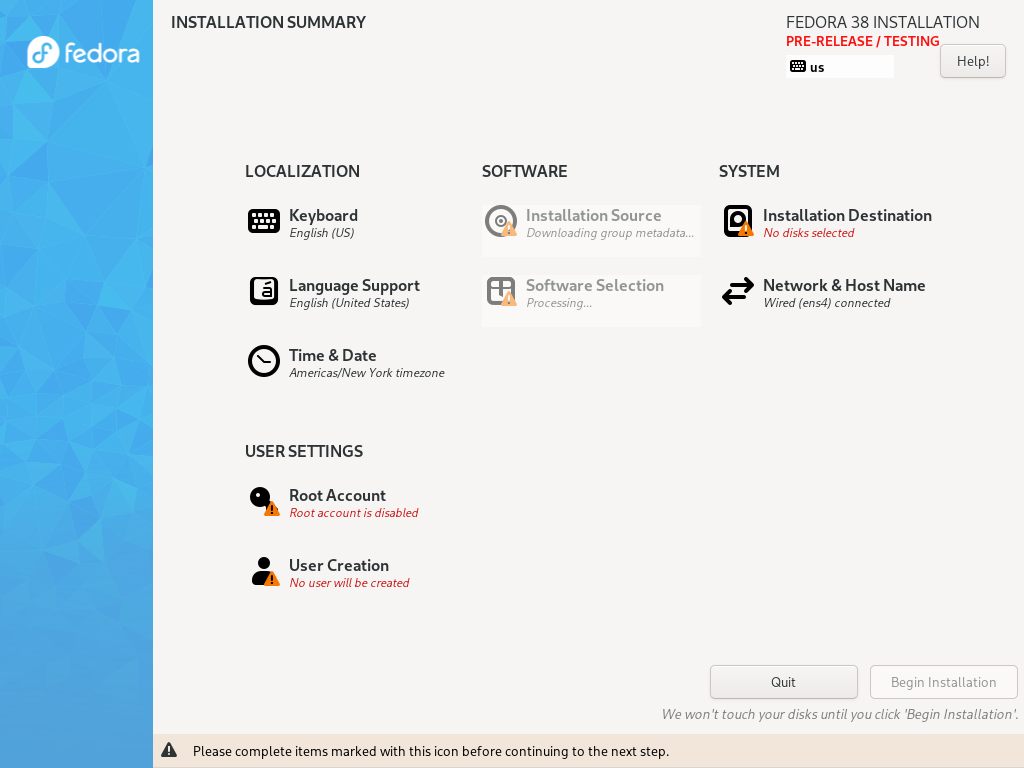 fedora
INSTALLATION SUMMARY
FEDORA 38 INSTALLATION
PRE-RELEASE / TESTING
us
Help!
LOCALIZATION
Keyboard
English (US)
Language Support
English (United States)
Time & Date
Americas/New York timezone
SOFTWARE
Installation Source
Downloading group metadata...
Software Selection
Processing...
SYSTEM
Installation Destination
No disks selected
Network & Host Name
Wired (ens4) connected
USER SETTINGS
Root Account
Root account is disabled
User Creation
No user will be created
Quit
Begin Installation
We won't touch your disks until you click 'Begin Installation'.
Please complete items marked with this icon before continuing to the next step.